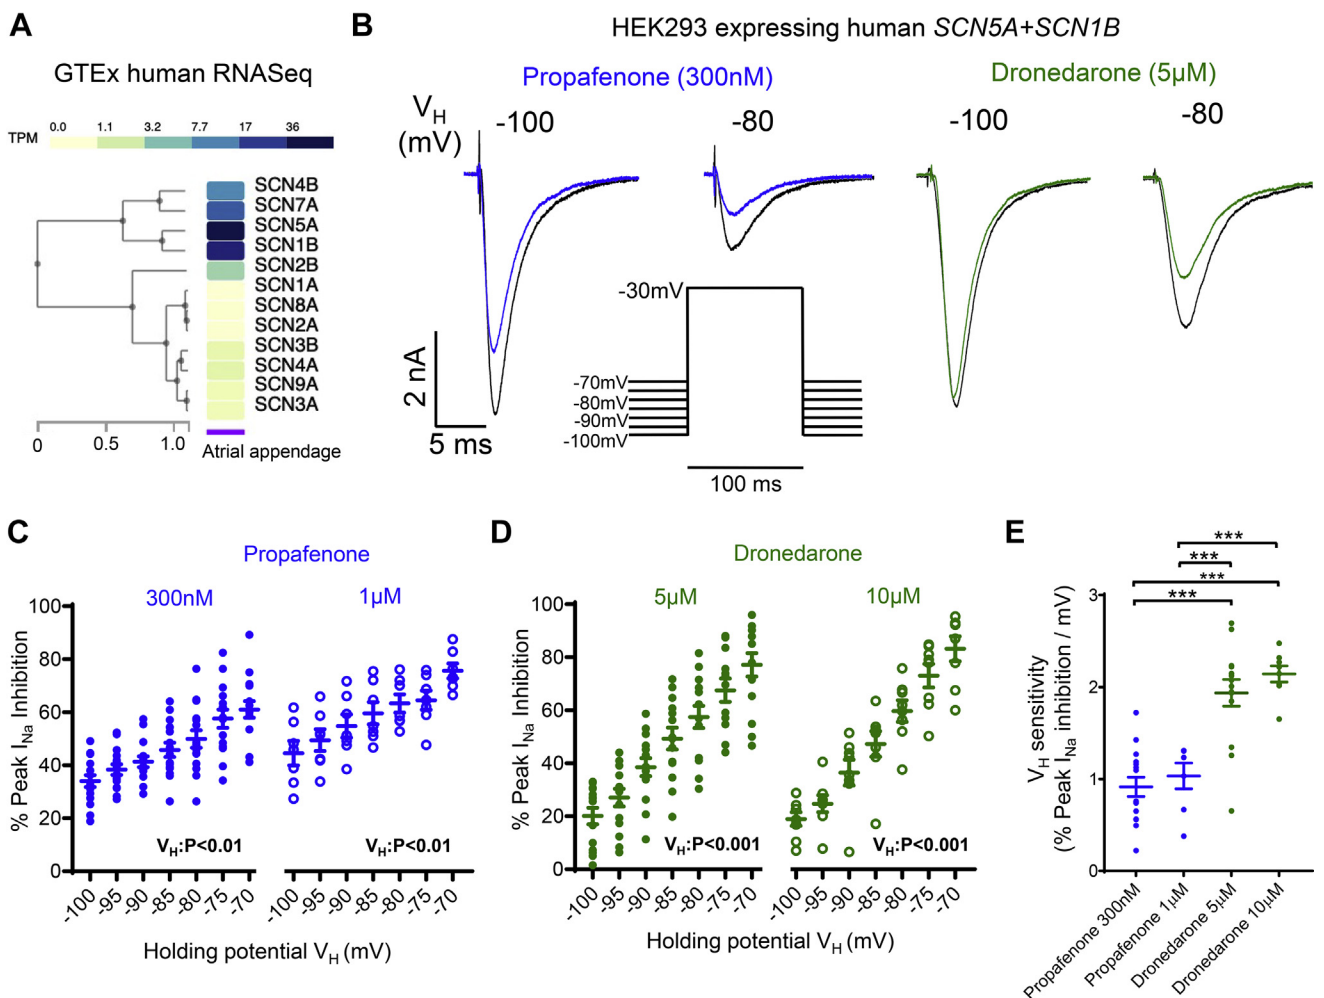 A
GTEx human RNASeq
TPM
0.0 1.1 3.2 7.7 17 36
SCN4B
SCN7A
SCN5A
SCN1B
SCN2B
SCN1A
SCN8A
SCN2A
SCN3B
SCN4A
SCN9A
SCN3A
0 0.5 1.0
Atrial appendage
B
HEK293 expressing human SCN5A+SCN1B
Propafenone (300nM)
Dronedarone (5µM)
VH
(mV)
-100 -80 -100 -80
2 nA
5 ms
-30mV
-70mV
-80mV
-90mV
-100mV
100 ms
C
Propafenone
300nM 1µM
% Peak INa Inhibition
100
80
60
40
20
0
VH:P<0.01 VH:P<0.01
-100 -95 -90 -85 -80 -75 -70 -100 -95 -90 -85 -80 -75 -70
Holding potential VH (mV)
D
Dronedarone
5µM 10µM
% Peak INa Inhibition
100
80
60
40
20
0
VH:P<0.001 VH:P<0.001
-100 -95 -90 -85 -80 -75 -70 -100 -95 -90 -85 -80 -75 -70
Holding potential VH (mV)
E
***
***
***
***
VH sensitivity
(% Peak INa inhibition / mV)
3
2
1
0
Propafenone 300nM
Propafenone 1µM
Dronedarone 5µM
Dronedarone 10µM